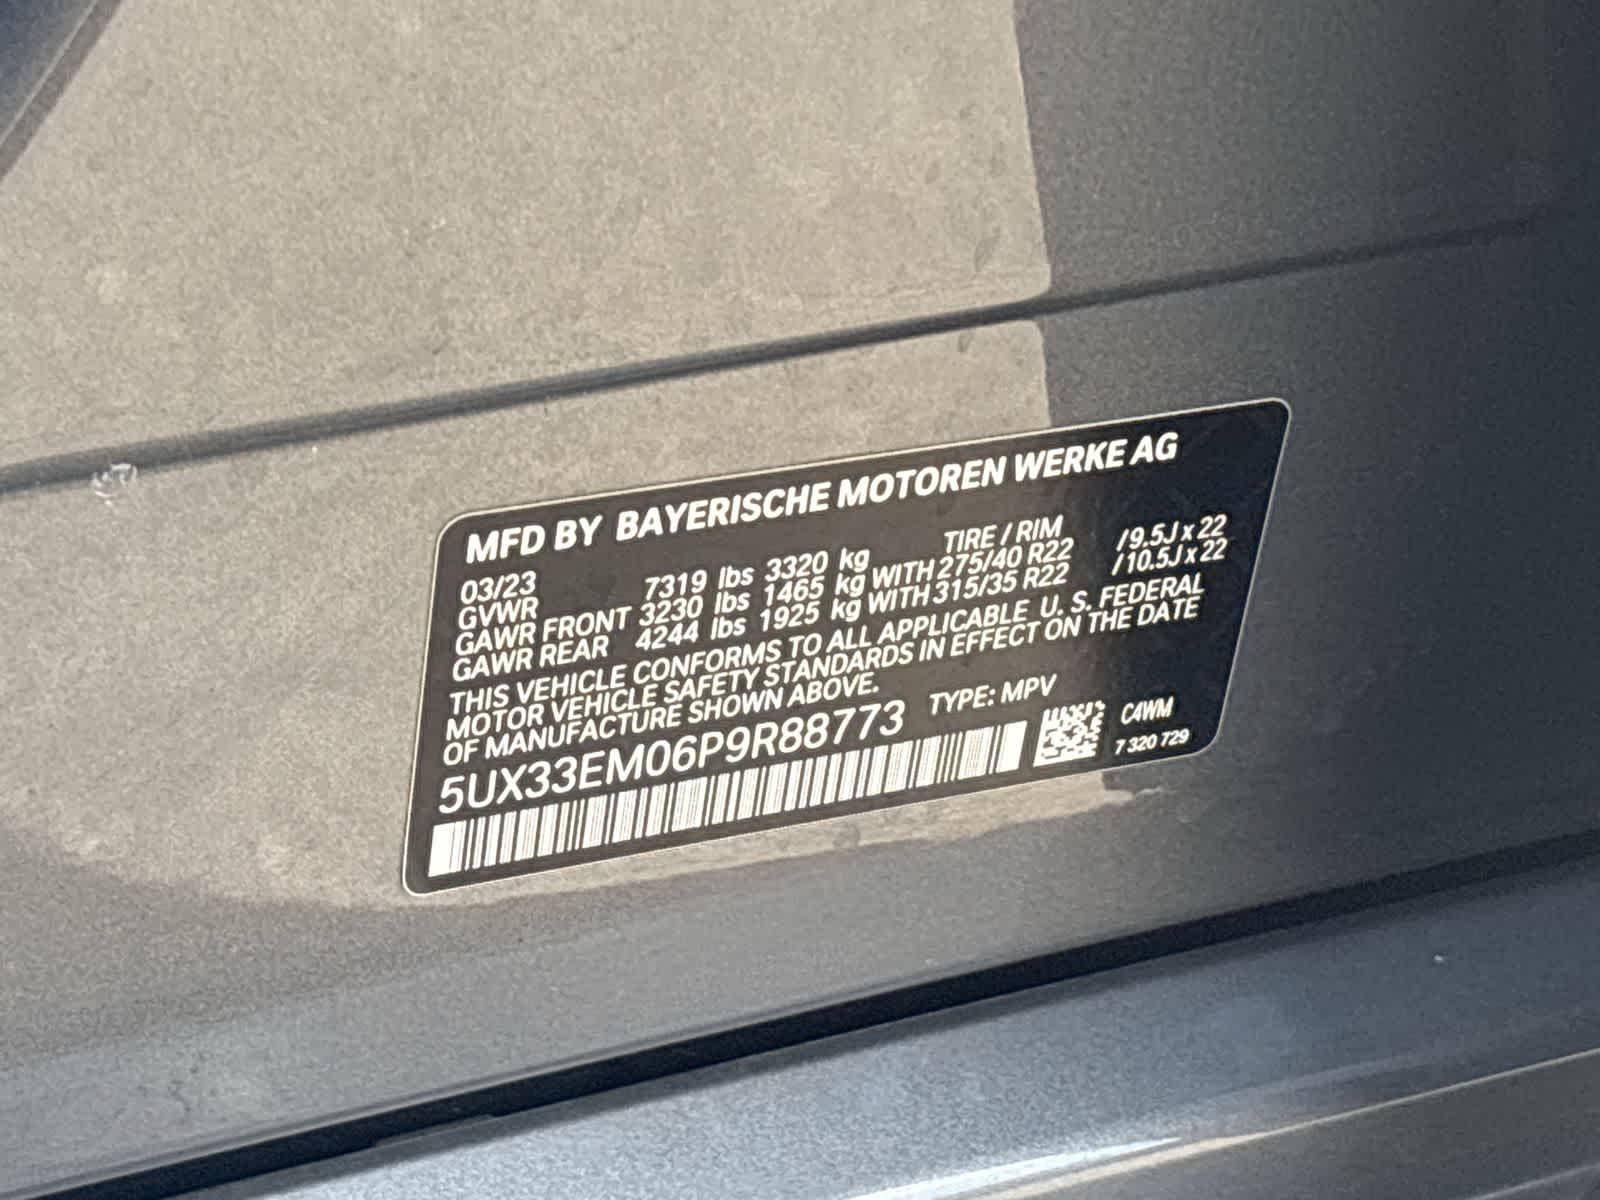 MFD BY BAYERISCHE MOTOREN WERKE AG
03/23 TIRE / RIM
GVWR 7319 lbs 3320 kg
GAWR FRONT 3230 lbs 1465 kg WITH 275/40 R22 /9.5J x 22
GAWR REAR 4244 lbs 1925 kg WITH 315/35 R22 /10.5J x 22
THIS VEHICLE CONFORMS TO ALL APPLICABLE U. S. FEDERAL
MOTOR VEHICLE SAFETY STANDARDS IN EFFECT ON THE DATE
OF MANUFACTURE SHOWN ABOVE.
5UX33EM06P9R88773 TYPE: MPV
C4WM
7 320 729